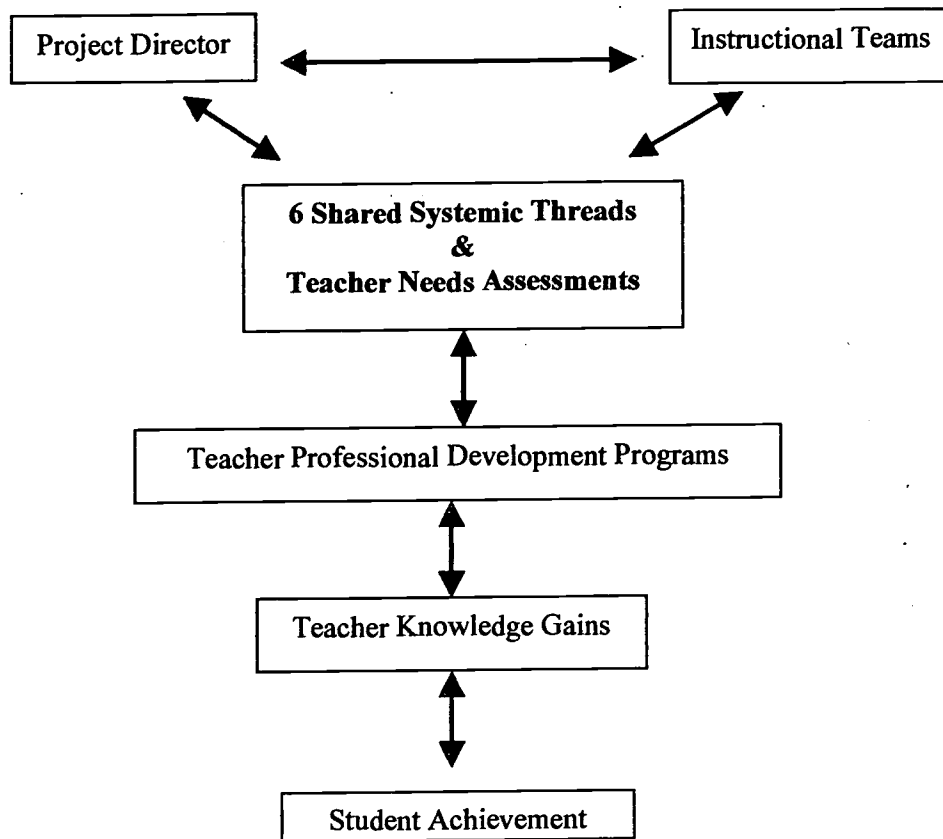 Project Director
Instructional Teams
6 Shared Systemic Threads
&
Teacher Needs Assessments
Teacher Professional Development Programs
Teacher Knowledge Gains
Student Achievement